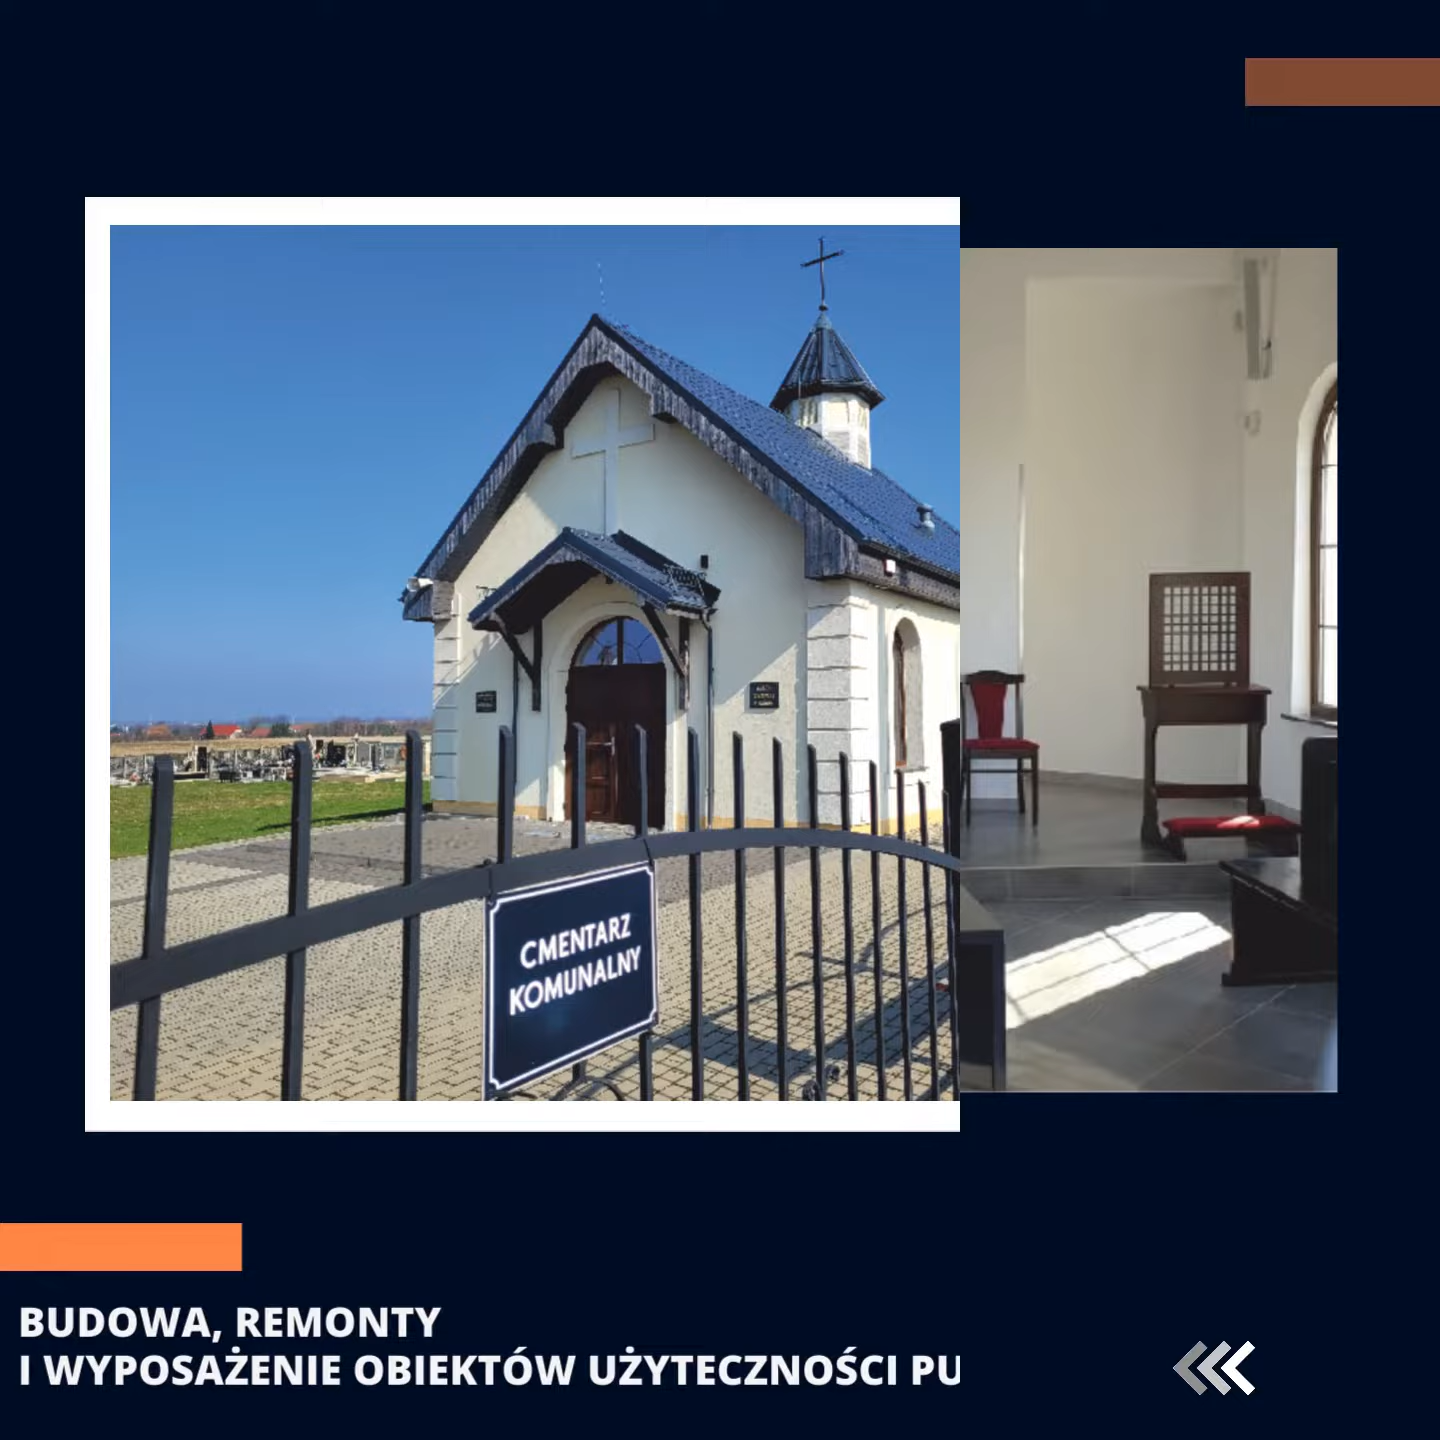 CMENTARZ
KOMUNALNY
BUDOWA, REMONTY
I WYPOSAŻENIE OBIEKTÓW UŻYTECZNOŚCI PU